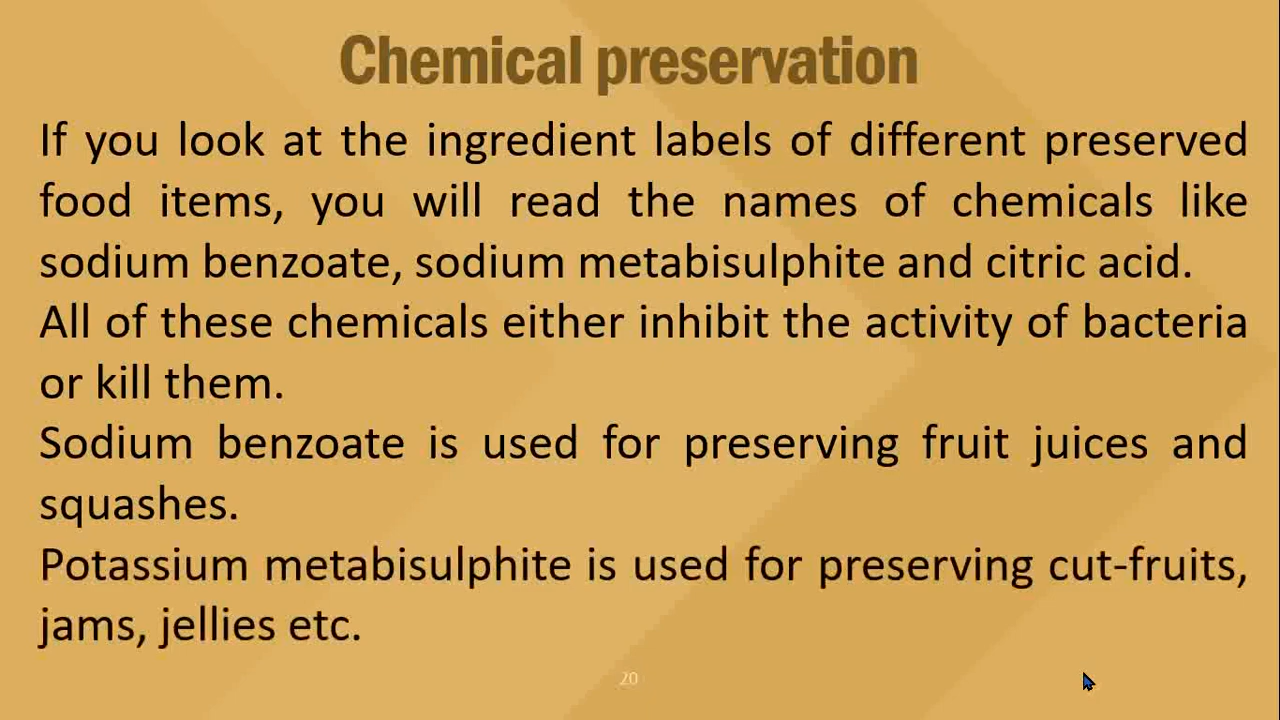 Chemical preservation
If you look at the ingredient labels of different preserved
food items, you will read the names of chemicals like
sodium benzoate, sodium metabisulphite and citric acid.
All of these chemicals either inhibit the activity of bacteria
or kill them.
Sodium benzoate is used for preserving fruit juices and
squashes.
Potassium metabisulphite is used for preserving cut-fruits,
jams, jellies etc.
20